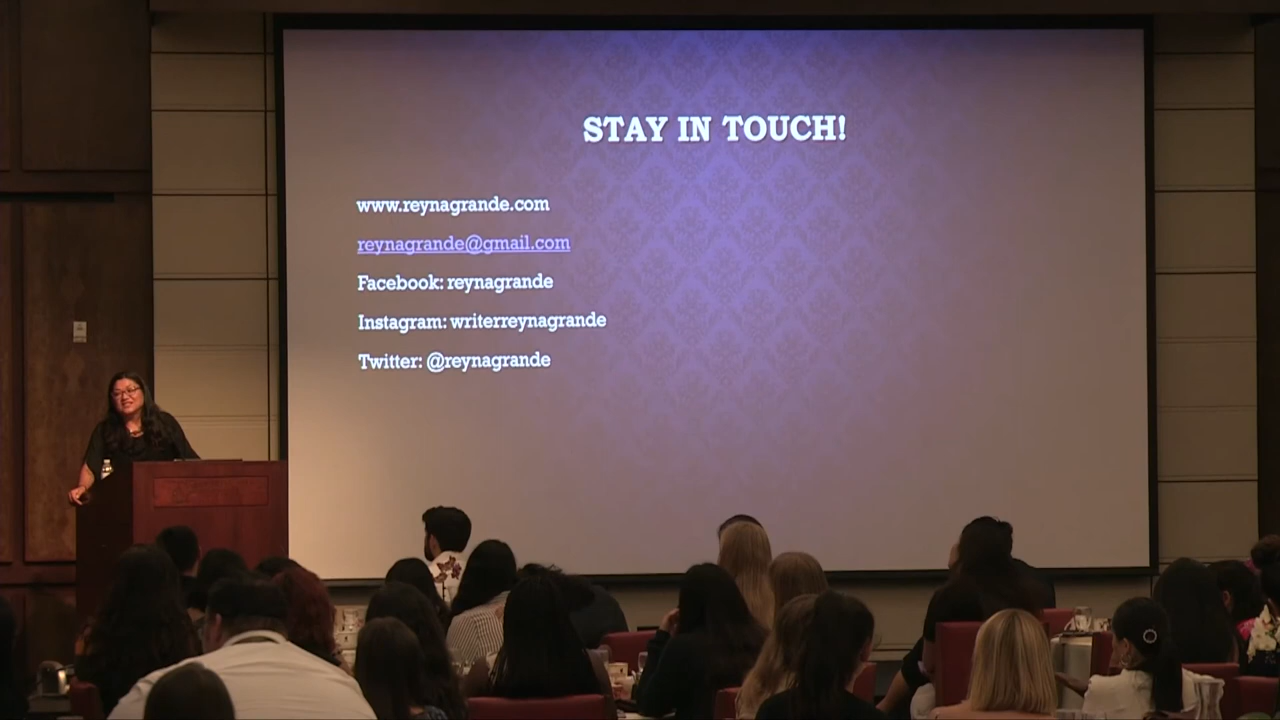 STAY IN TOUCH!
www.reynagrande.com
reynagrande@gmail.com
Facebook: reynagrande
Instagram: writerreynagrande
Twitter: @reynagrande